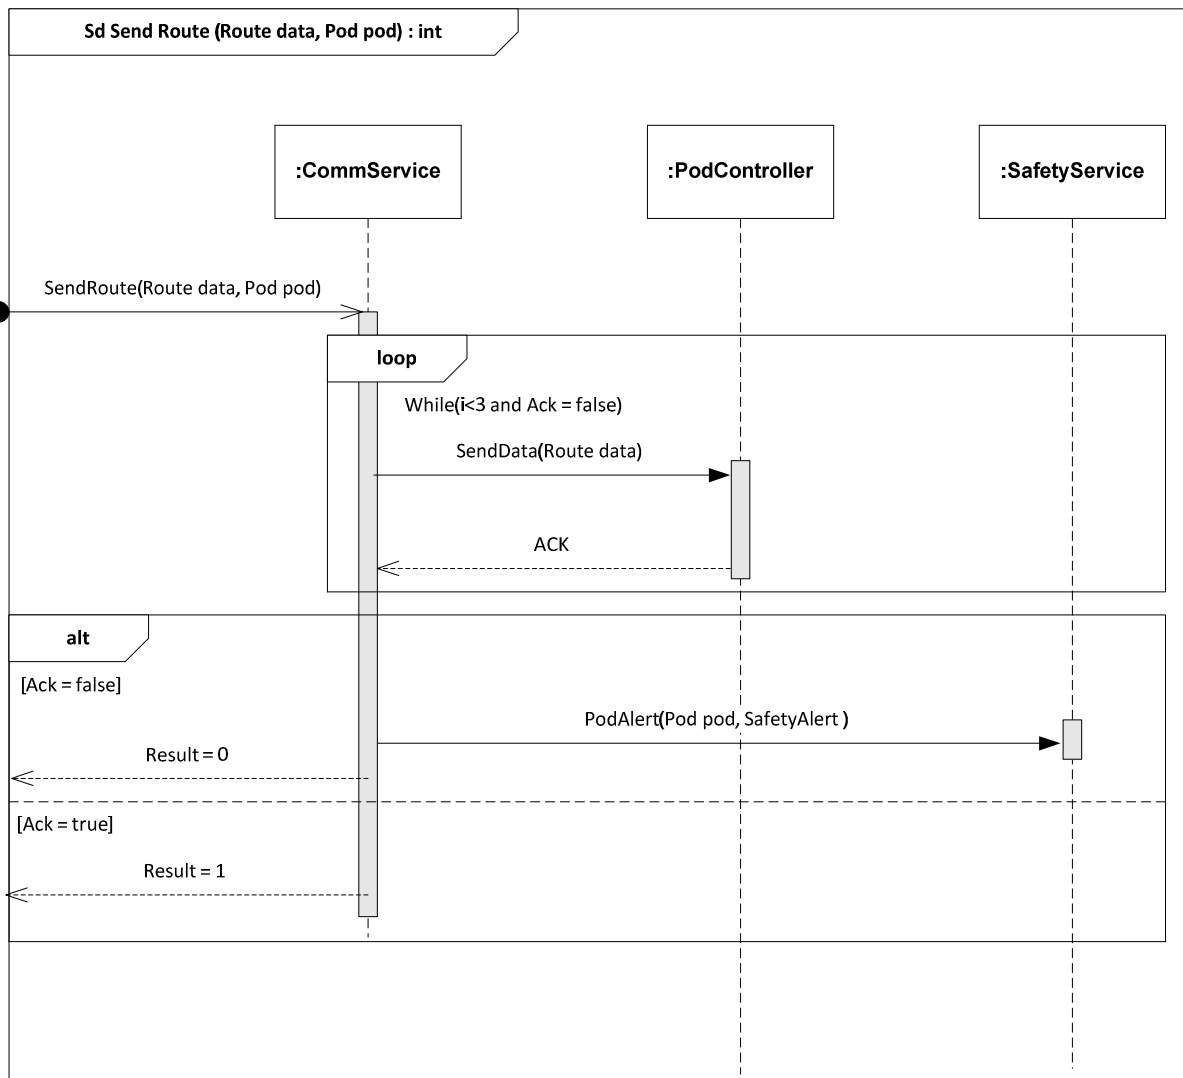 Sd Send Route (Route data, Pod pod) : int
:CommService
:PodController
:SafetyService
SendRoute(Route data, Pod pod)
loop
While(i<3 and Ack = false)
SendData(Route data)
ACK
alt
[Ack = false]
PodAlert(Pod pod, SafetyAlert )
Result = 0
[Ack = true]
Result = 1